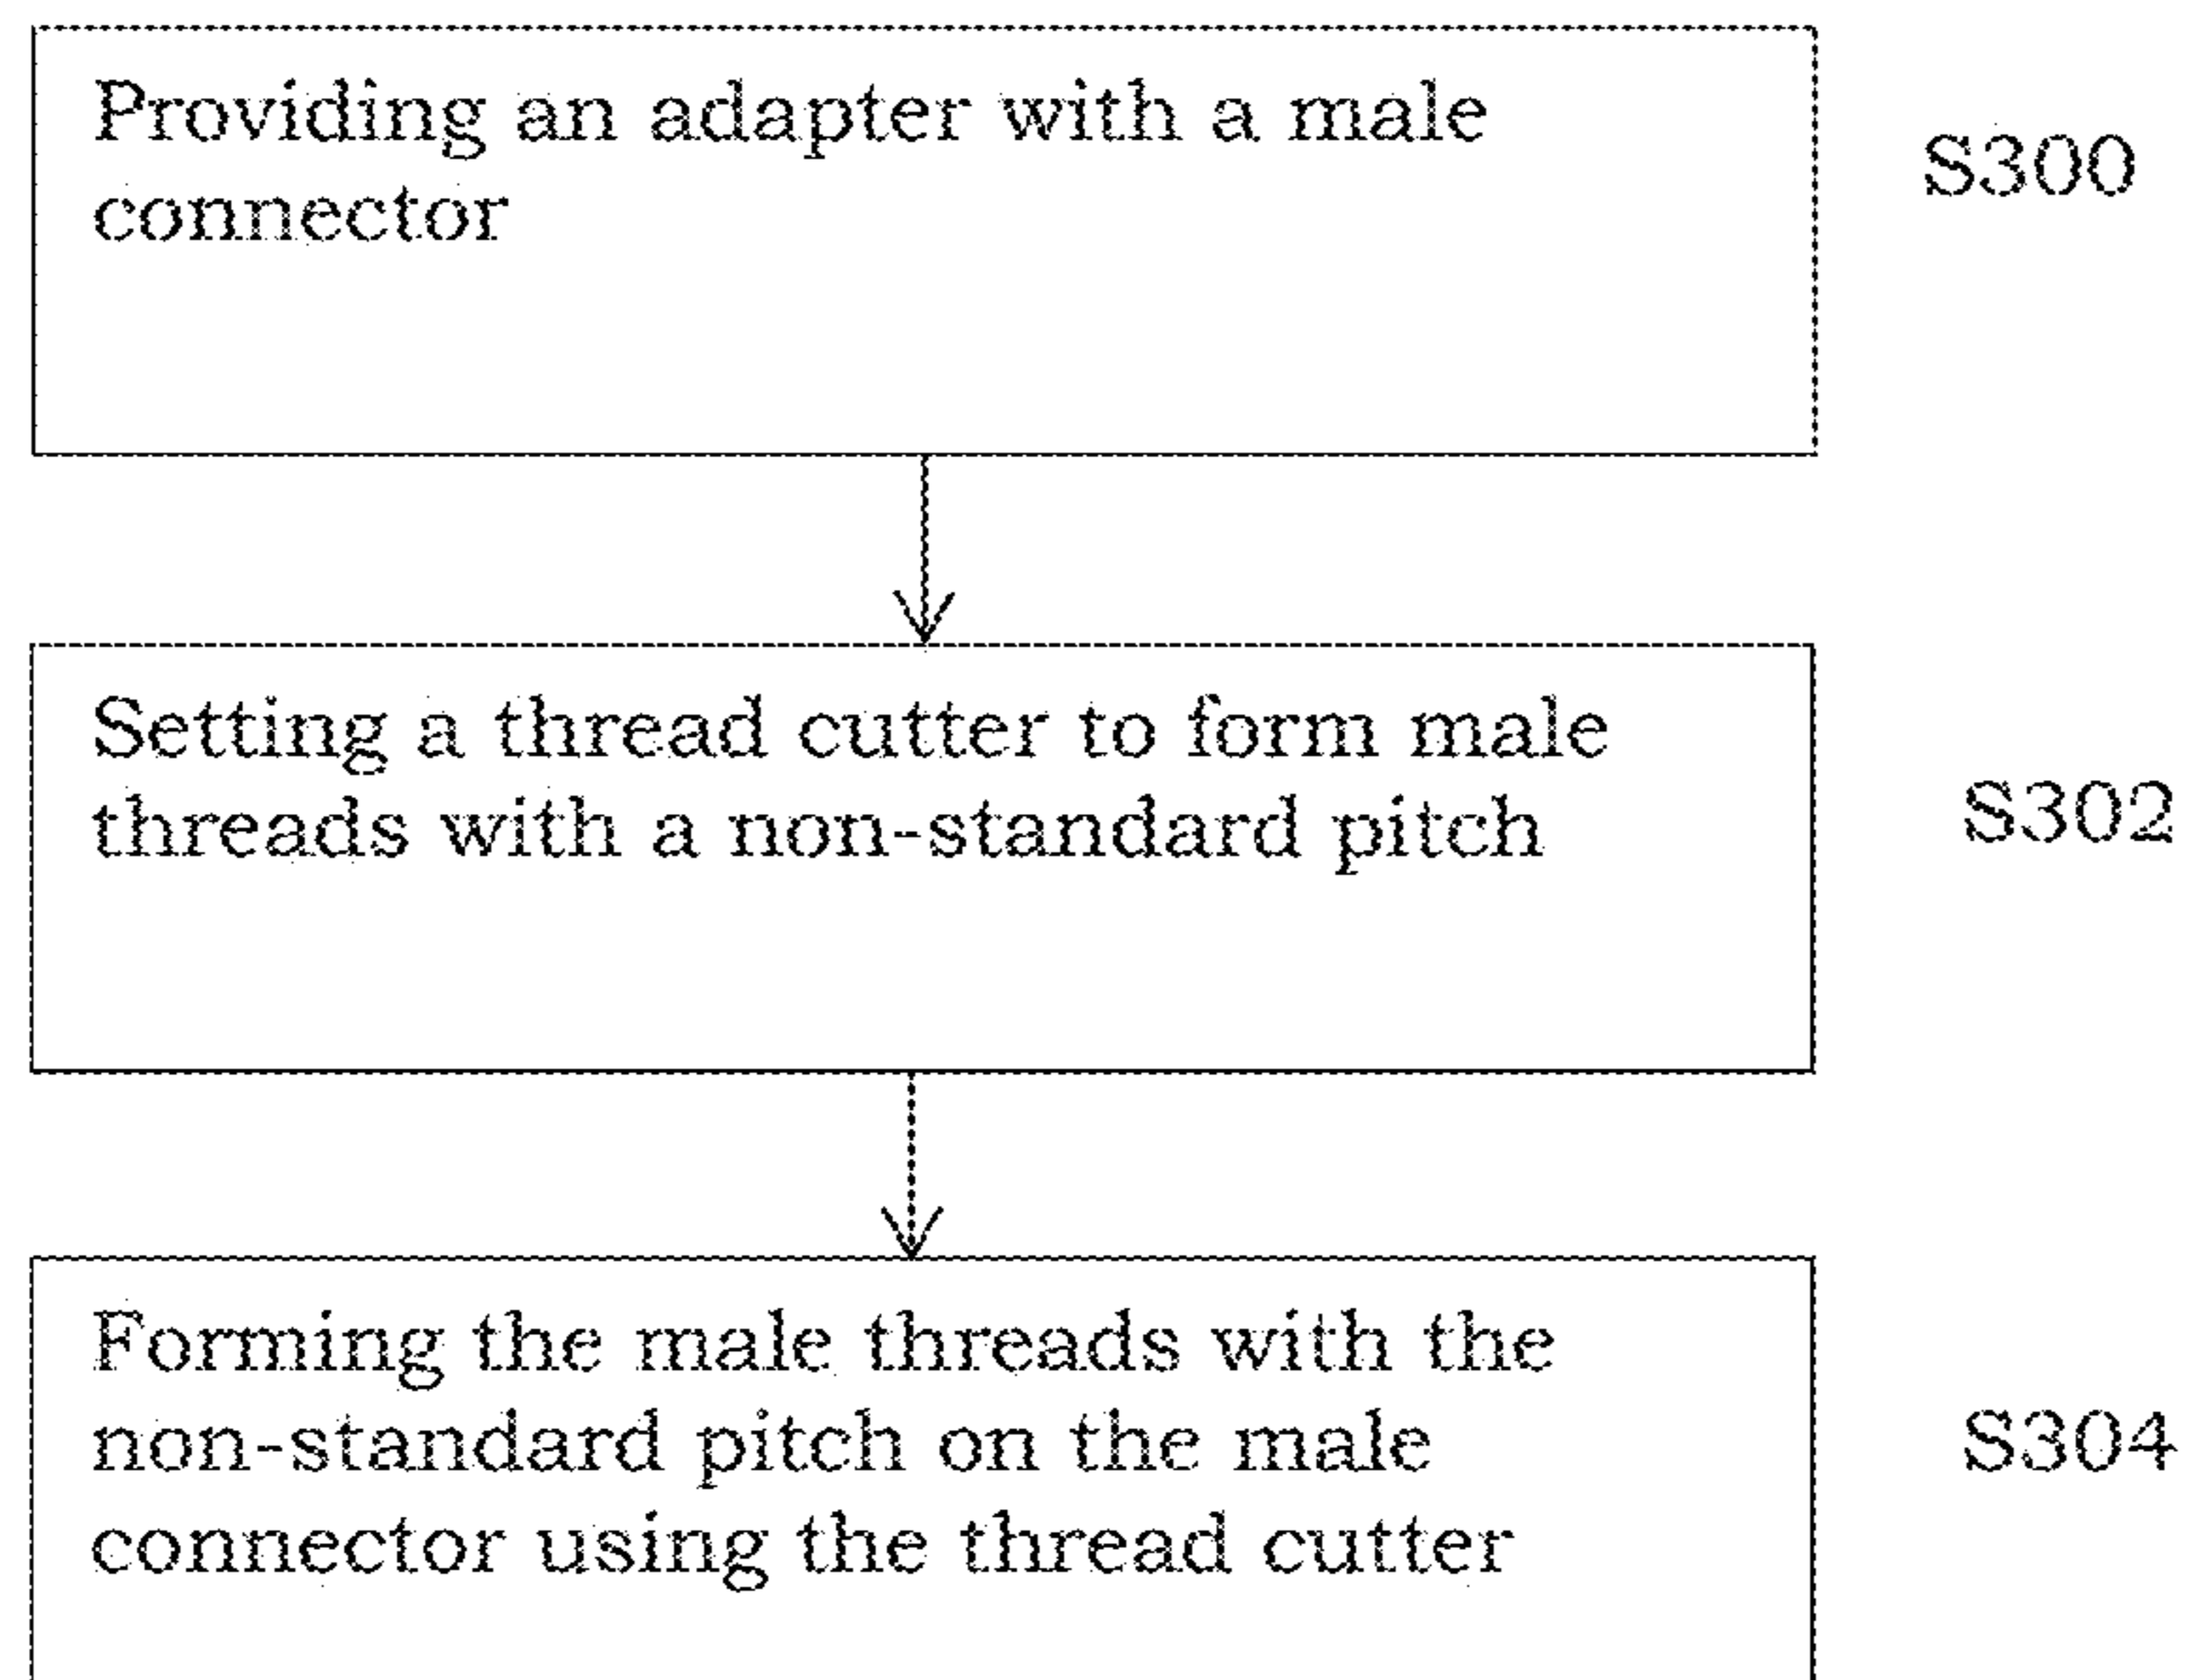 Providing an adapter with a male
connector
S300
Setting a thread cutter to form male
threads with a non-standard pitch
S302
Forming the male threads with the
non-standard pitch on the male
connector using the thread cutter
S304